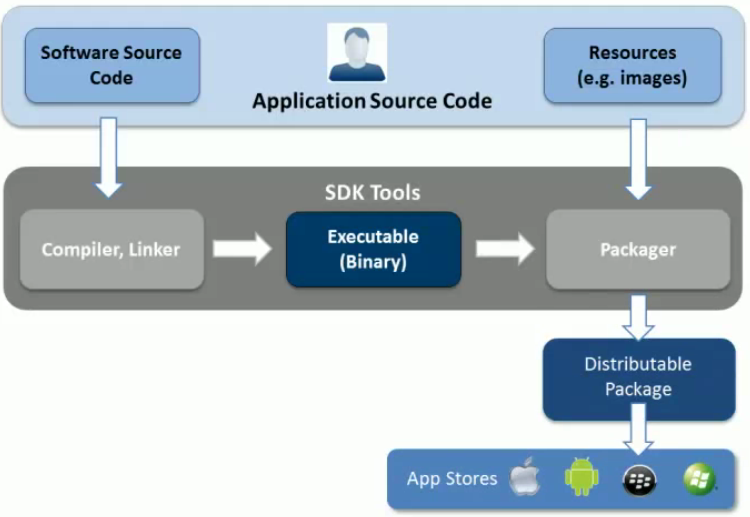 Software Source
Code
Resources
(e.g. images)
Application Source Code
SDK Tools
Compiler, Linker
Executable
(Binary)
Packager
Distributable
Package
App Stores